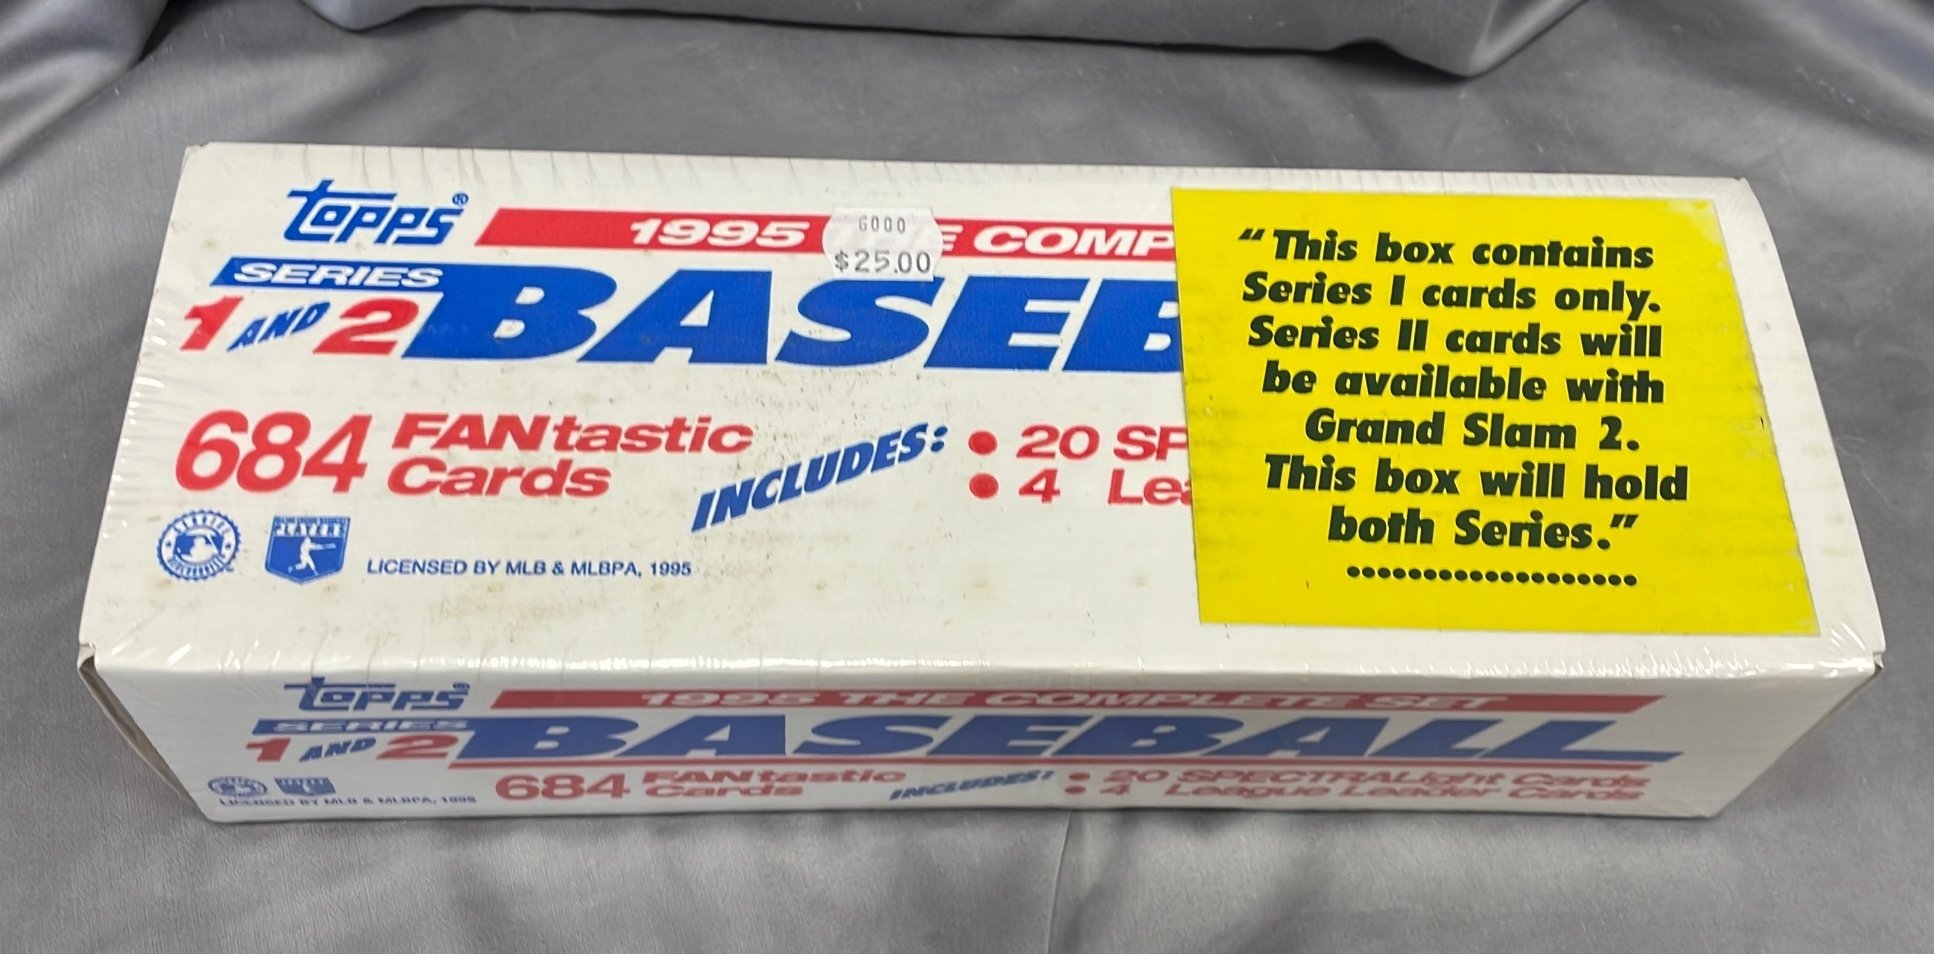 Topps®
1995 THE COMP
6000
$25.00
SERIES
1 AND 2 BASEB
684 FANtastic
Cards
INCLUDES:
• 20 SP
• 4 Lea
PLAYERS
LICENSED BY MLB & MLBPA, 1995
“This box contains
Series I cards only.
Series II cards will
be available with
Grand Slam 2.
This box will hold
both Series.”
Topps®
1995 THE COMPLETE SET
SERIES
1 AND 2 BASEBALL
684 FANtastic
Cards
INCLUDES:
• 20 SPECTRALight Cards
• 4 League Leader Cards
LICENSED BY MLB & MLBPA, 1995